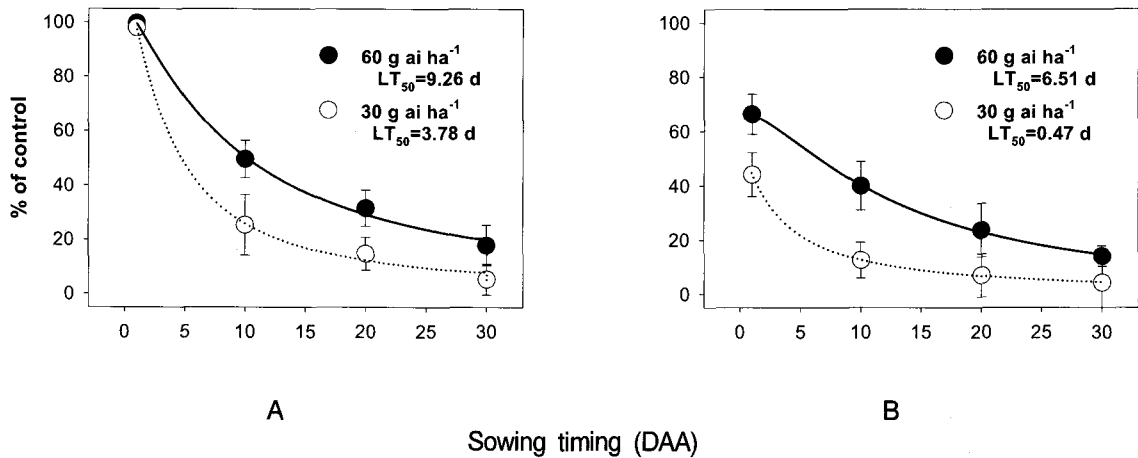 % of control
100
80
60
40
20
0
0 5 10 15 20 25 30
60 g ai ha⁻¹
LT₅₀=9.26 d
30 g ai ha⁻¹
LT₅₀=3.78 d
A
100
80
60
40
20
0
0 5 10 15 20 25 30
60 g ai ha⁻¹
LT₅₀=6.51 d
30 g ai ha⁻¹
LT₅₀=0.47 d
B
Sowing timing (DAA)